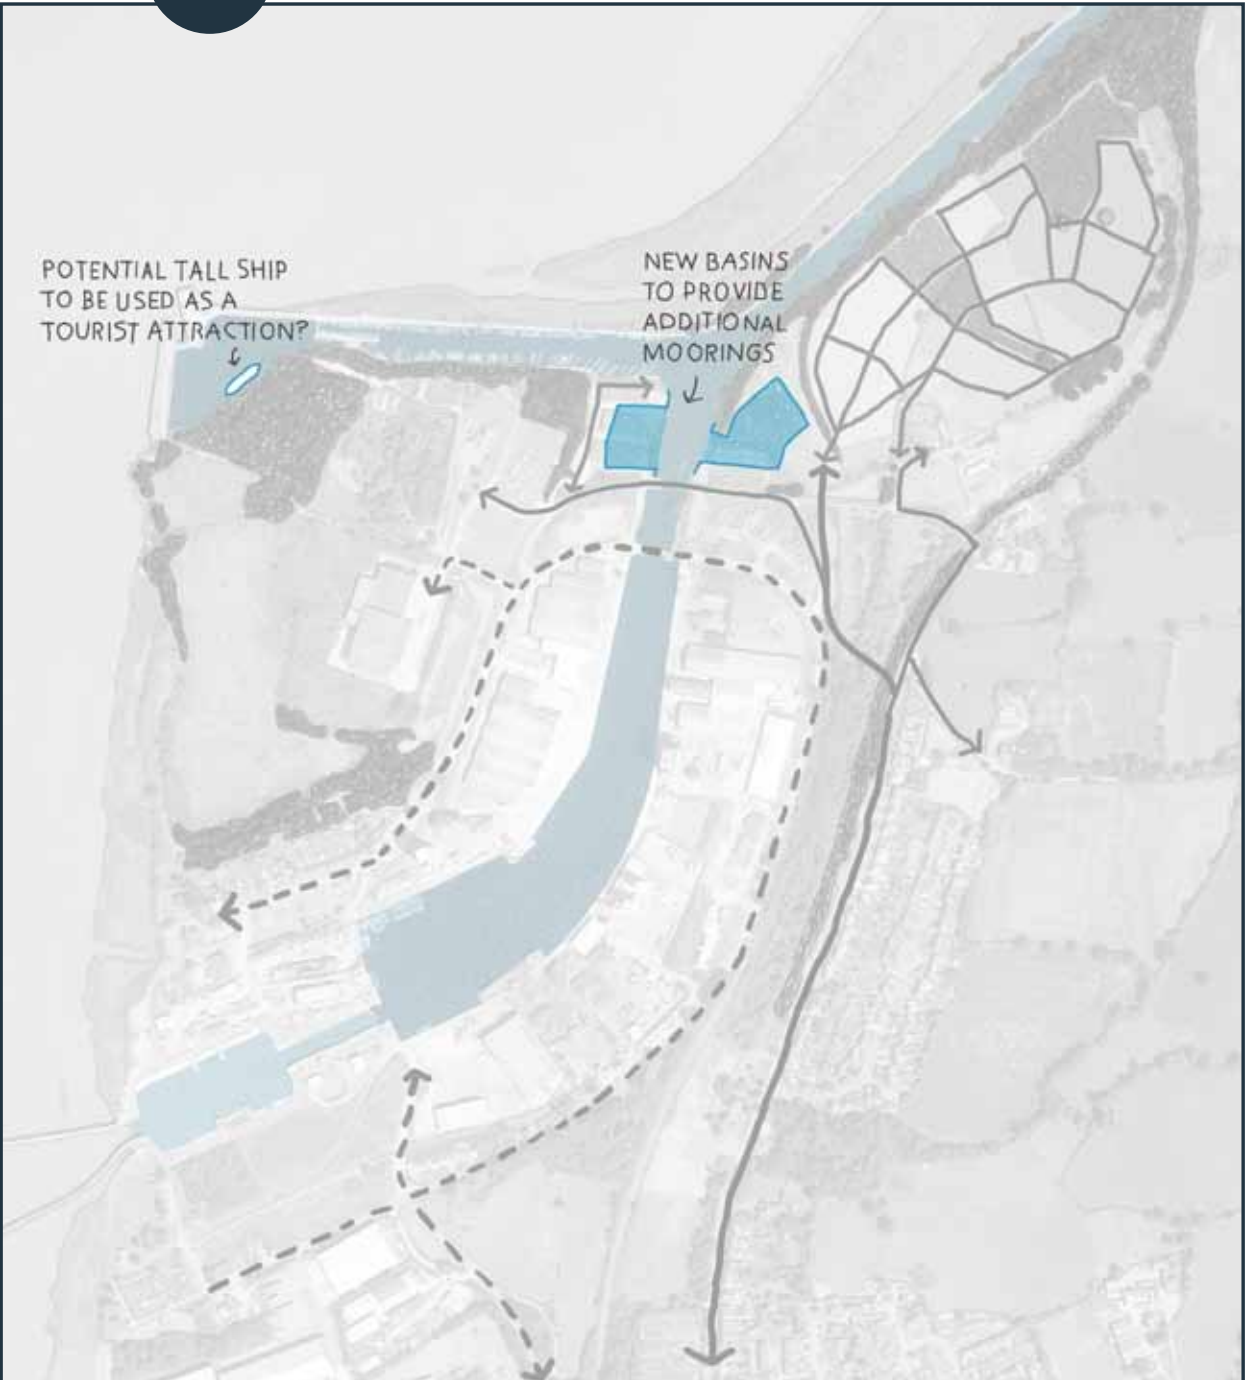 POTENTIAL TALL SHIP
TO BE USED AS A
TOURIST ATTRACTION?
NEW BASINS
TO PROVIDE
ADDITIONAL
MOORINGS